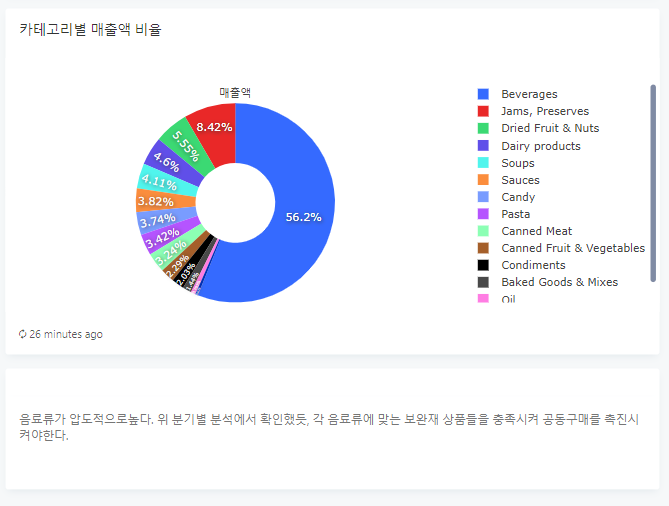 카테고리별 매출액 비율
매출액
8.42%
5.55%
4.6%
4.11%
3.82%
3.74%
3.42%
3.24%
2.29%
2.03%
56.2%
Beverages
Jams, Preserves
Dried Fruit & Nuts
Dairy products
Soups
Sauces
Candy
Pasta
Canned Meat
Canned Fruit & Vegetables
Condiments
Baked Goods & Mixes
Oil
26 minutes ago
음료류가 압도적으로높다. 위 분기별 분석에서 확인했듯, 각 음료류에 맞는 보완재 상품들을 충족시켜 공동구매를 촉진시
켜야한다.